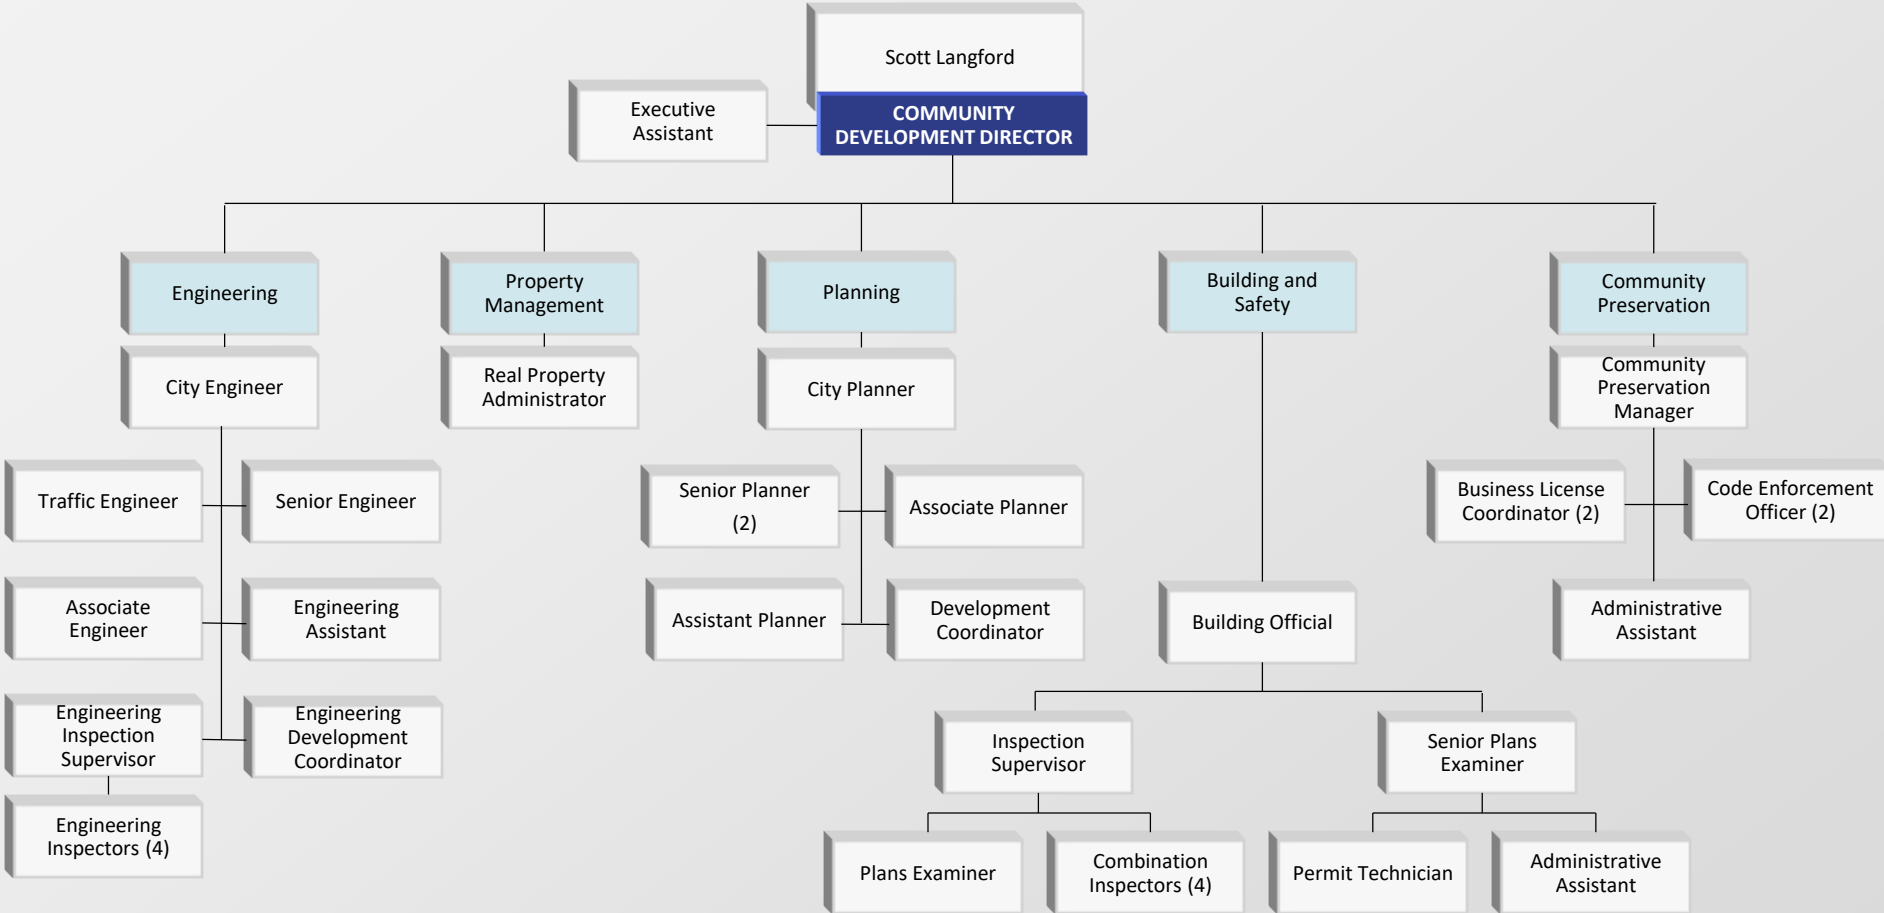 Scott Langford
Executive
Assistant
COMMUNITY
DEVELOPMENT DIRECTOR
Engineering
Property
Management
Planning
Building and
Safety
Community
Preservation
City Engineer
Real Property
Administrator
City Planner
Community
Preservation
Manager
Traffic Engineer
Senior Engineer
Senior Planner
(2)
Associate Planner
Business License
Coordinator (2)
Code Enforcement
Officer (2)
Associate
Engineer
Engineering
Assistant
Assistant Planner
Development
Coordinator
Building Official
Administrative
Assistant
Engineering
Inspection
Supervisor
Engineering
Development
Coordinator
Inspection
Supervisor
Senior Plans
Examiner
Engineering
Inspectors (4)
Plans Examiner
Combination
Inspectors (4)
Permit Technician
Administrative
Assistant